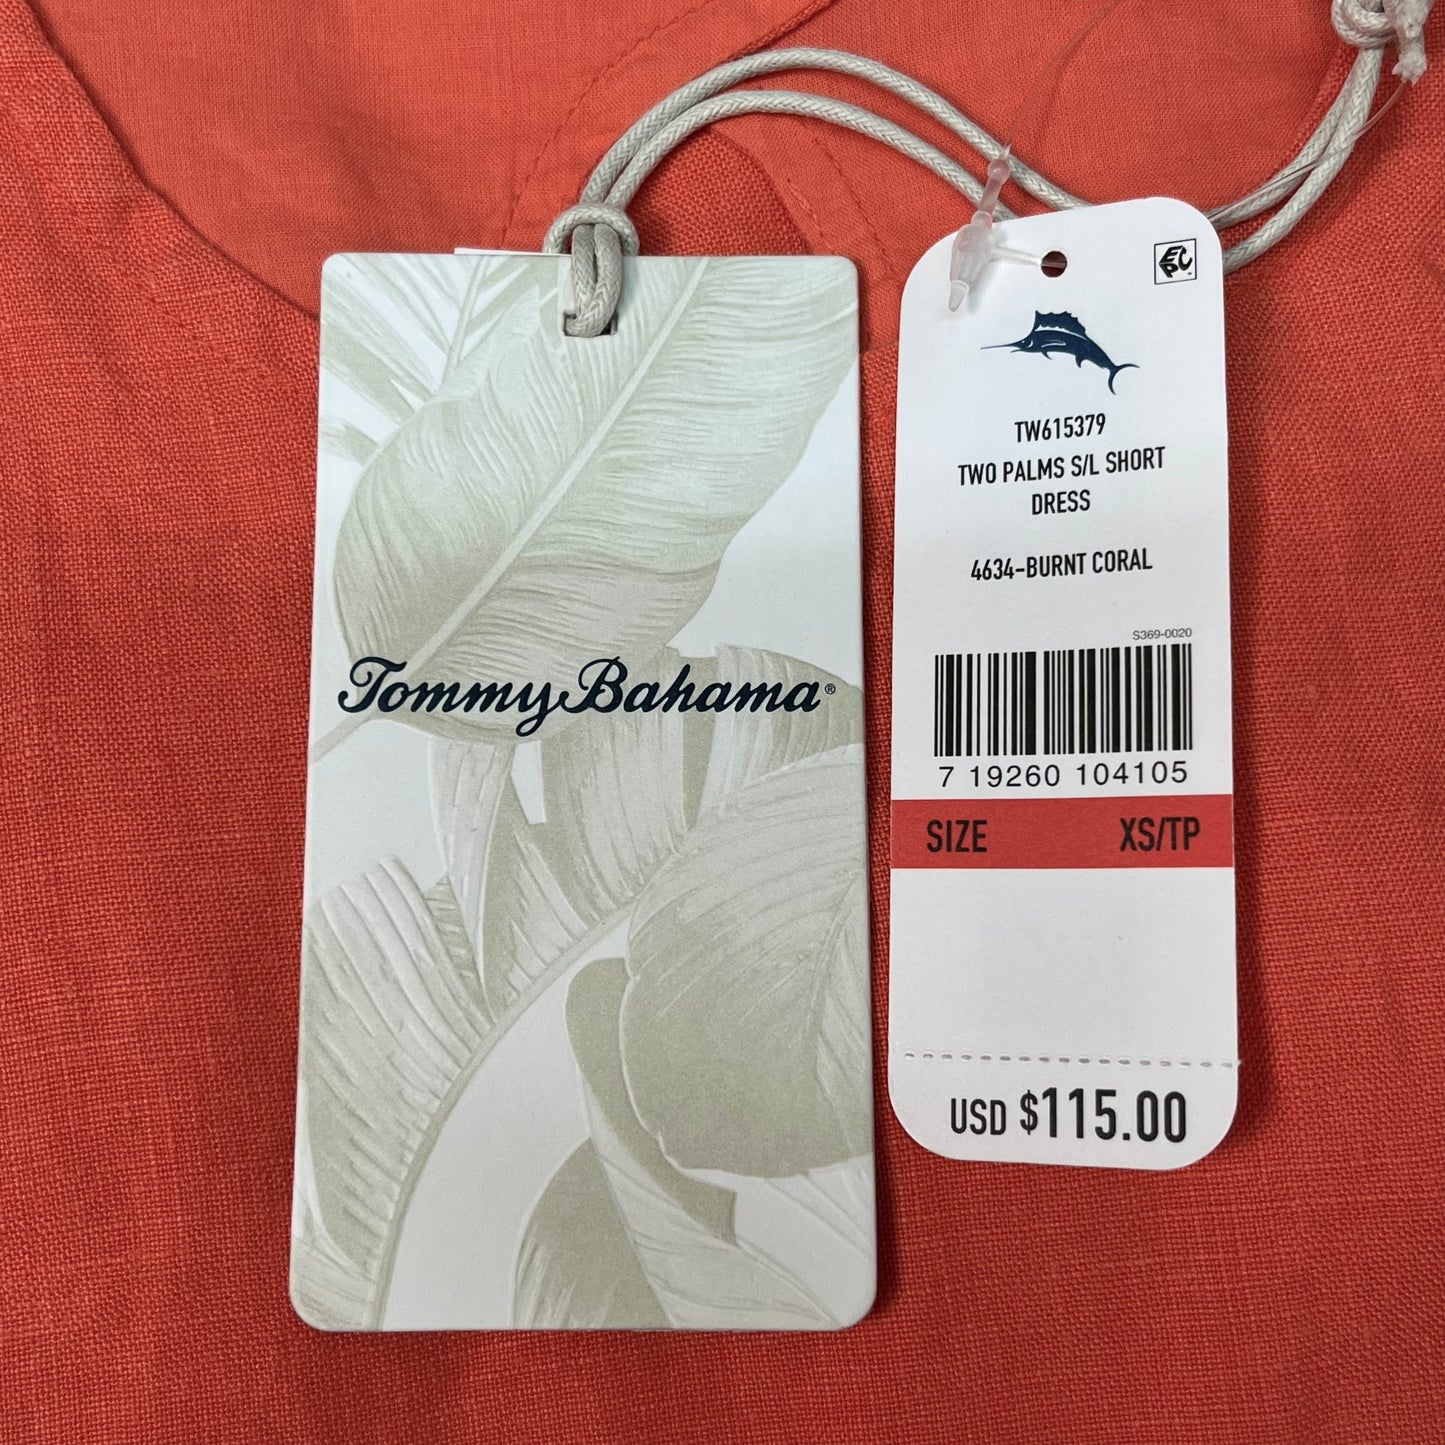 Tommy Bahama®
EPC
TW615379
TWO PALMS S/L SHORT
DRESS
4634-BURNT CORAL
S369-0020
7 19260 104105
SIZE XS/TP
USD $115.00